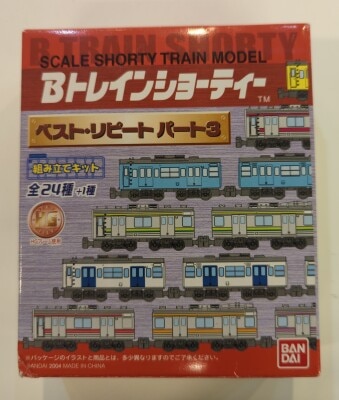 B TRAIN SHORTY
SCALE SHORTY TRAIN MODEL
Bトレインショーティー TM
ベスト・リピート パート3
組み立てキット
全24種+1種
BAN
DAI
※パッケージのイラストと商品とは、多少異なりますのでご了承ください。
©BANDAI 2004 MADE IN CHINA